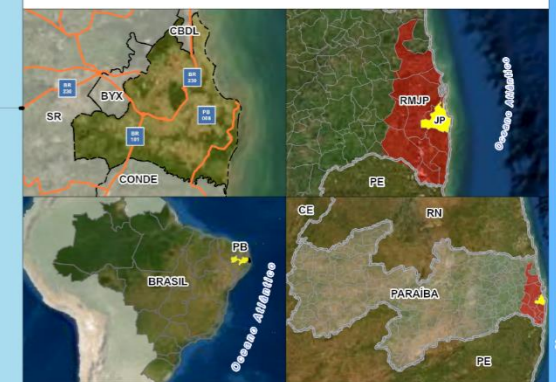 CBDL
BR
230
BR
230
BYX
PB
008
SR
BR
101
CONDE
RMJP
JP
PE
Oceano Atlântico
PB
BRASIL
Oceano Atlântico
CE
RN
PARAÍBA
PE